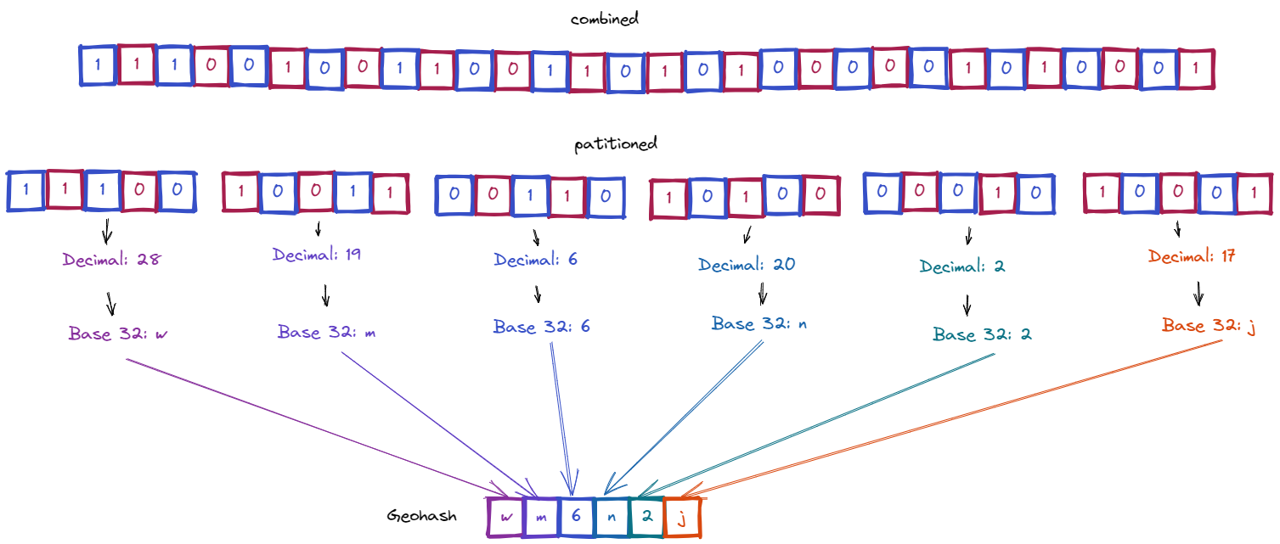 combined
1 1 1 0 0 1 0 0 1 1 0 0 1 1 0 1 0 1 0 0 0 0 0 1 0 1 0 0 0 1
patitioned
1 1 1 0 0 1 0 0 1 1 0 0 1 1 0 1 0 1 0 0 0 0 0 1 0 1 0 0 0 1
Decimal: 28 Decimal: 19 Decimal: 6 Decimal: 20 Decimal: 2 Decimal: 17
Base 32: w Base 32: m Base 32: 6 Base 32: n Base 32: 2 Base 32: j
Geohash w m 6 n 2 j